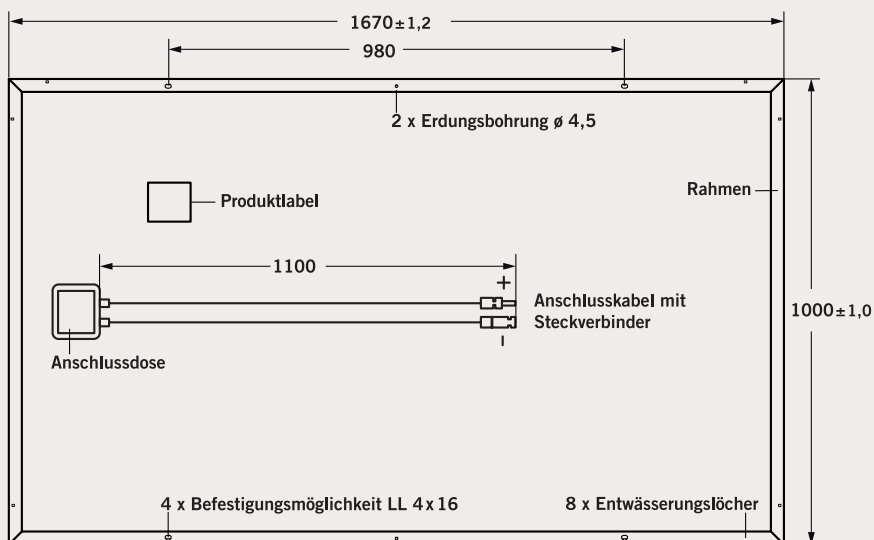 1670±1,2
980
2 x Erdungsbohrung ø 4,5
Produktlabel
Rahmen
1100
+
Anschlusskabel mit
Steckverbinder
1000±1,0
–
Anschlussdose
4 x Befestigungsmöglichkeit LL 4x16
8 x Entwässerungslöcher